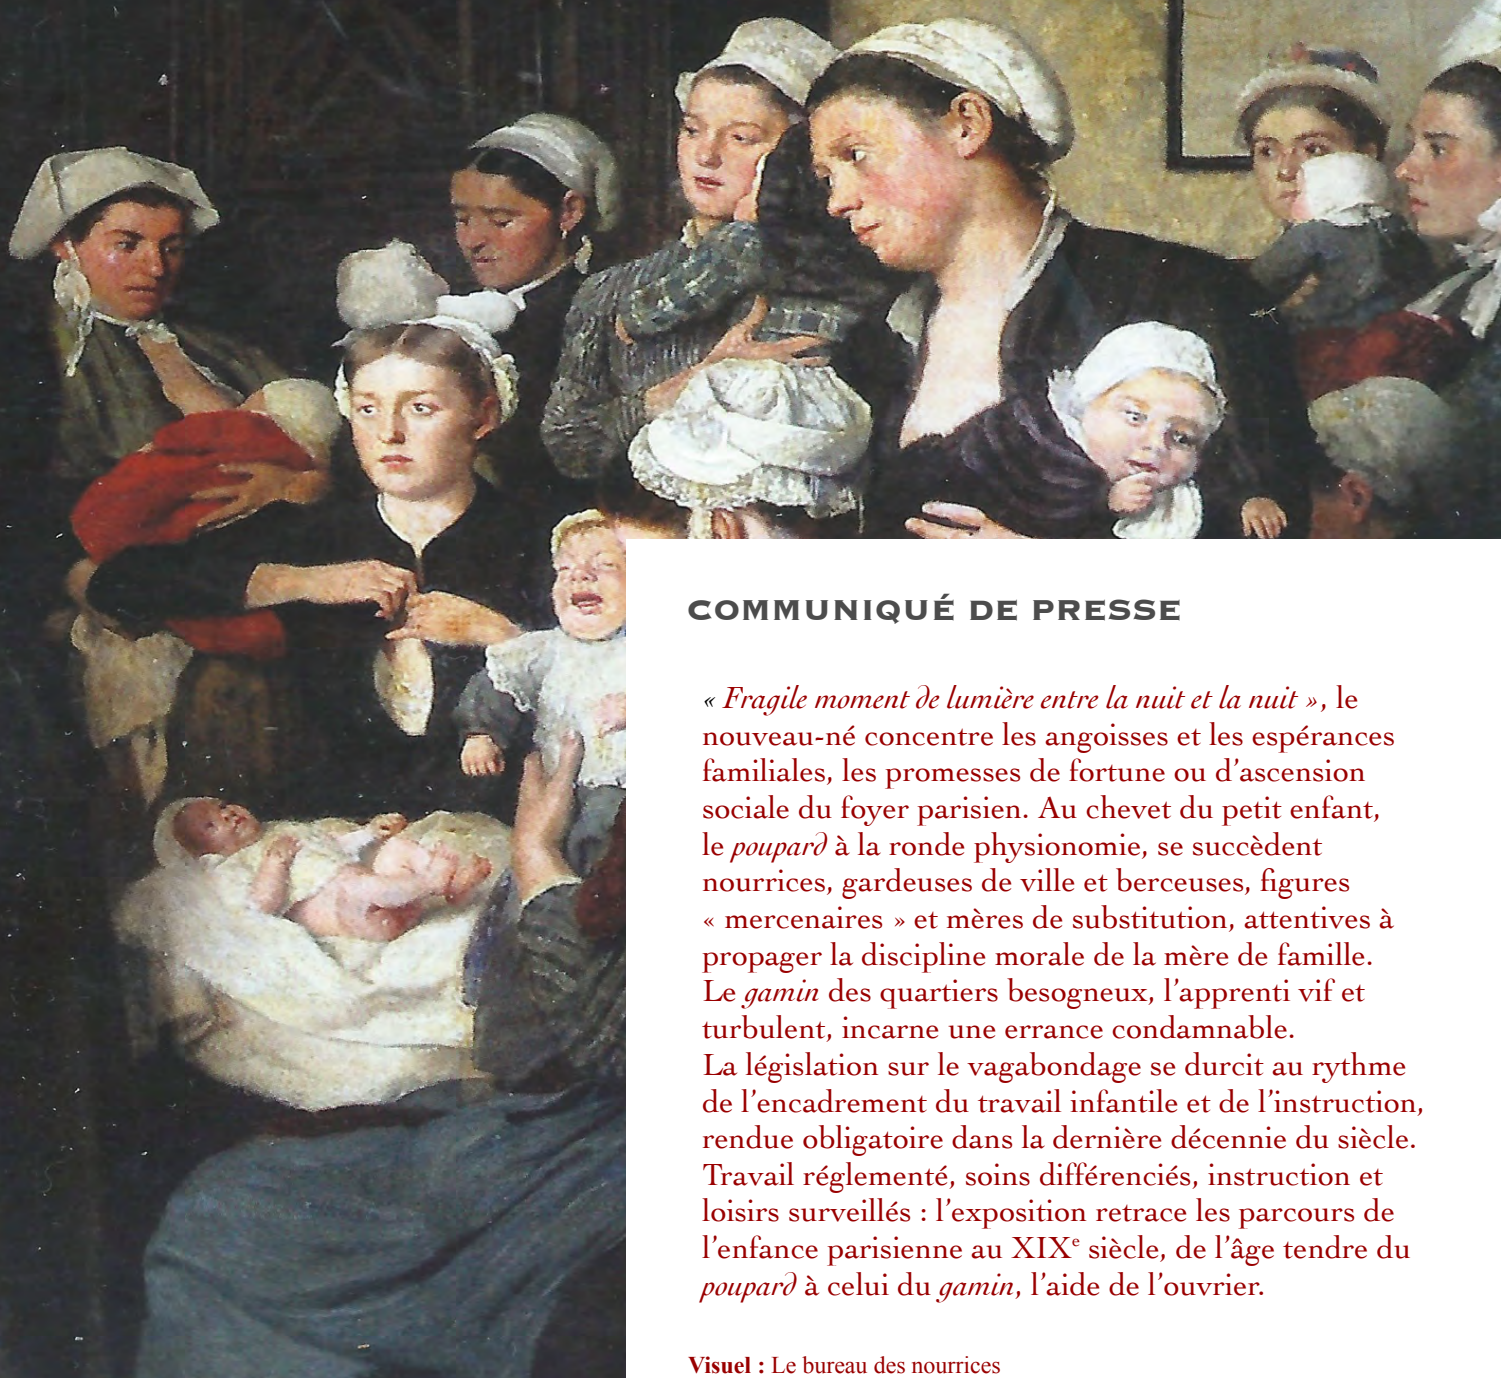 COMMUNIQUÉ DE PRESSE
« Fragile moment de lumière entre la nuit et la nuit », le
nouveau-né concentre les angoisses et les espérances
familiales, les promesses de fortune ou d’ascension
sociale du foyer parisien. Au chevet du petit enfant,
le poupard à la ronde physionomie, se succèdent
nourrices, gardeuses de ville et berceuses, figures
« mercenaires » et mères de substitution, attentives à
propager la discipline morale de la mère de famille.
Le gamin des quartiers besogneux, l’apprenti vif et
turbulent, incarne une errance condamnable.
La législation sur le vagabondage se durcit au rythme
de l’encadrement du travail infantile et de l’instruction,
rendue obligatoire dans la dernière décennie du siècle.
Travail réglementé, soins différenciés, instruction et
loisirs surveillés : l’exposition retrace les parcours de
l’enfance parisienne au XIXe siècle, de l’âge tendre du
poupard à celui du gamin, l’aide de l’ouvrier.
Visuel : Le bureau des nourrices